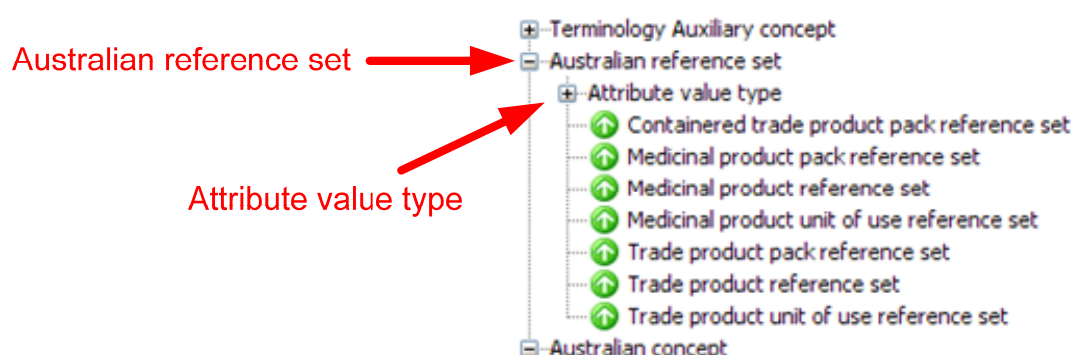 Terminology Auxiliary concept
Australian reference set
Australian reference set
Attribute value type
Containered trade product pack reference set
Medicinal product pack reference set
Attribute value type
Medicinal product reference set
Medicinal product unit of use reference set
Trade product pack reference set
Trade product reference set
Trade product unit of use reference set
Australian concept